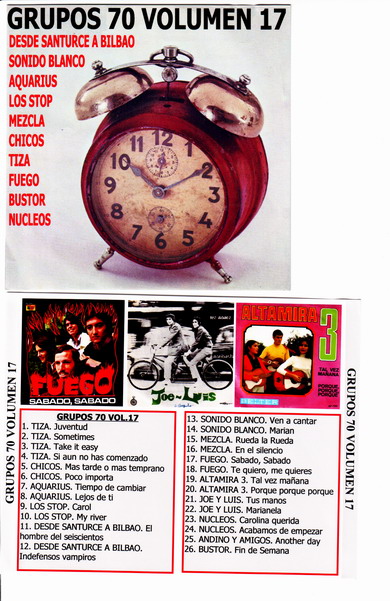 GRUPOS 70 VOLUMEN 17
DESDE SANTURCE A BILBAO
SONIDO BLANCO
AQUARIUS
LOS STOP
MEZCLA
CHICOS
TIZA
FUEGO
BUSTOR
NUCLEOS
10
2
9
3
8
4
7
6
5
GRUPOS 70 VOLUMEN 17
FUEGO
SABADO, SABADO
JOE y LUIS
ALTAMIRA
3
TAL VEZ
MAÑANA
PORQUE,
PORQUE,
PORQUE
BELTER
GRUPOS 70 VOL.17
1. TIZA. Juventud
2. TIZA. Sometimes
3. TIZA. Take it easy
4. TIZA. Si aun no has comenzado
5. CHICOS. Mas tarde o mas temprano
6. CHICOS. Poco importa
7. AQUARIUS. Tiempo de cambiar
8. AQUARIUS. Lejos de ti
9. LOS STOP. Carol
10. LOS STOP. My river
11. DESDE SANTURCE A BILBAO. El
hombre del seiscientos
12. DESDE SANTURCE A BILBAO.
Indefensos vampiros
13. SONIDO BLANCO. Ven a cantar
14. SONIDO BLANCO. Marian
15. MEZCLA. Rueda la Rueda
16. MEZCLA. En el silencio
17. FUEGO. Sabado, Sabado
18. FUEGO. Te quiero, me quieres
19. ALTAMIRA 3. Tal vez mañana
20. ALTAMIRA 3. Porque porque porque
21. JOE Y LUIS. Tus manos
22. JOE Y LUIS. Marianela
23. NUCLEOS. Carolina querida
24. NUCLEOS. Acabamos de empezar
25. ANDINO Y AMIGOS. Another day
26. BUSTOR. Fin de Semana
GRUPOS 70 VOLUMEN 17